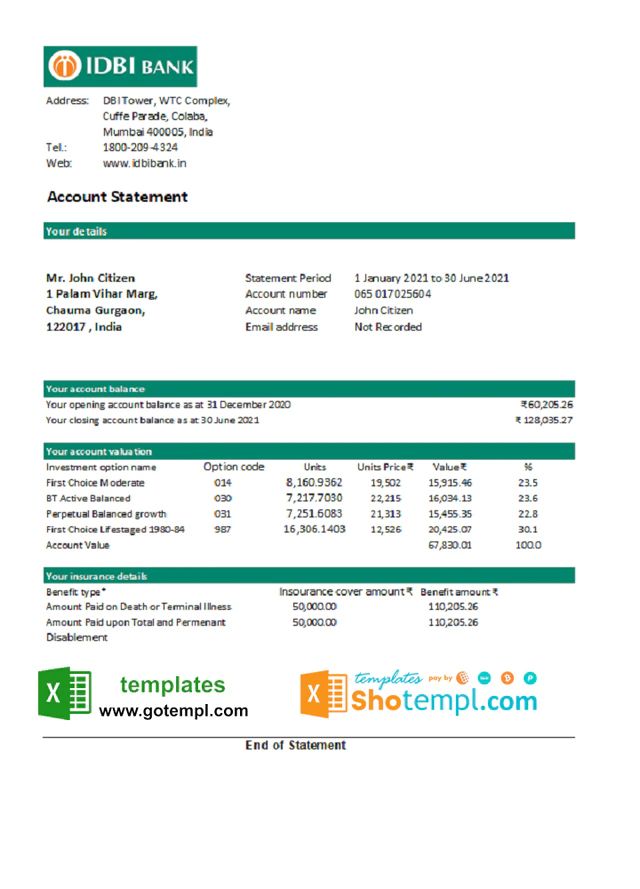 IDBI BANK
Address: DBI Tower, WTC Complex,
Cuffe Parade, Colaba,
Mumbai 400005, India
Tel.: 1800-209-4324
Web: www.idbibank.in
Account Statement
Your details
Mr. John Citizen Statement Period 1 January 2021 to 30 June 2021
1 Palam Vihar Marg, Account number 065 017025604
Chauma Gurgaon, Account name John Citizen
122017 , India Email addrress Not Recorded
Your account balance
Your opening account balance as at 31 December 2020 ₹60,205.26
Your closing account balance as at 30 June 2021 ₹ 128,035.27
Your account valuation
Investment option name Option code Units Units Price₹ Value₹ %
First Choice Moderate 014 8,160.9362 19,502 15,915.46 23.5
BT Active Balanced 030 7,217.7030 22,215 16,034.13 23.6
Perpetual Balanced growth 031 7,251.6083 21,313 15,455.35 22.8
First Choice Lifestaged 1980-84 987 16,306.1403 12,526 20,425.07 30.1
Account Value 67,830.01 100.0
Your insurance details
Benefit type* Insourance cover amount₹ Benefit amount ₹
Amount Paid on Death or Terminal Illness 50,000.00 110,205.26
Amount Paid upon Total and Permenant 50,000.00 110,205.26
Disablement
X templates
www.gotempl.com
X templates pay by
Shotempl.com
End of Statement